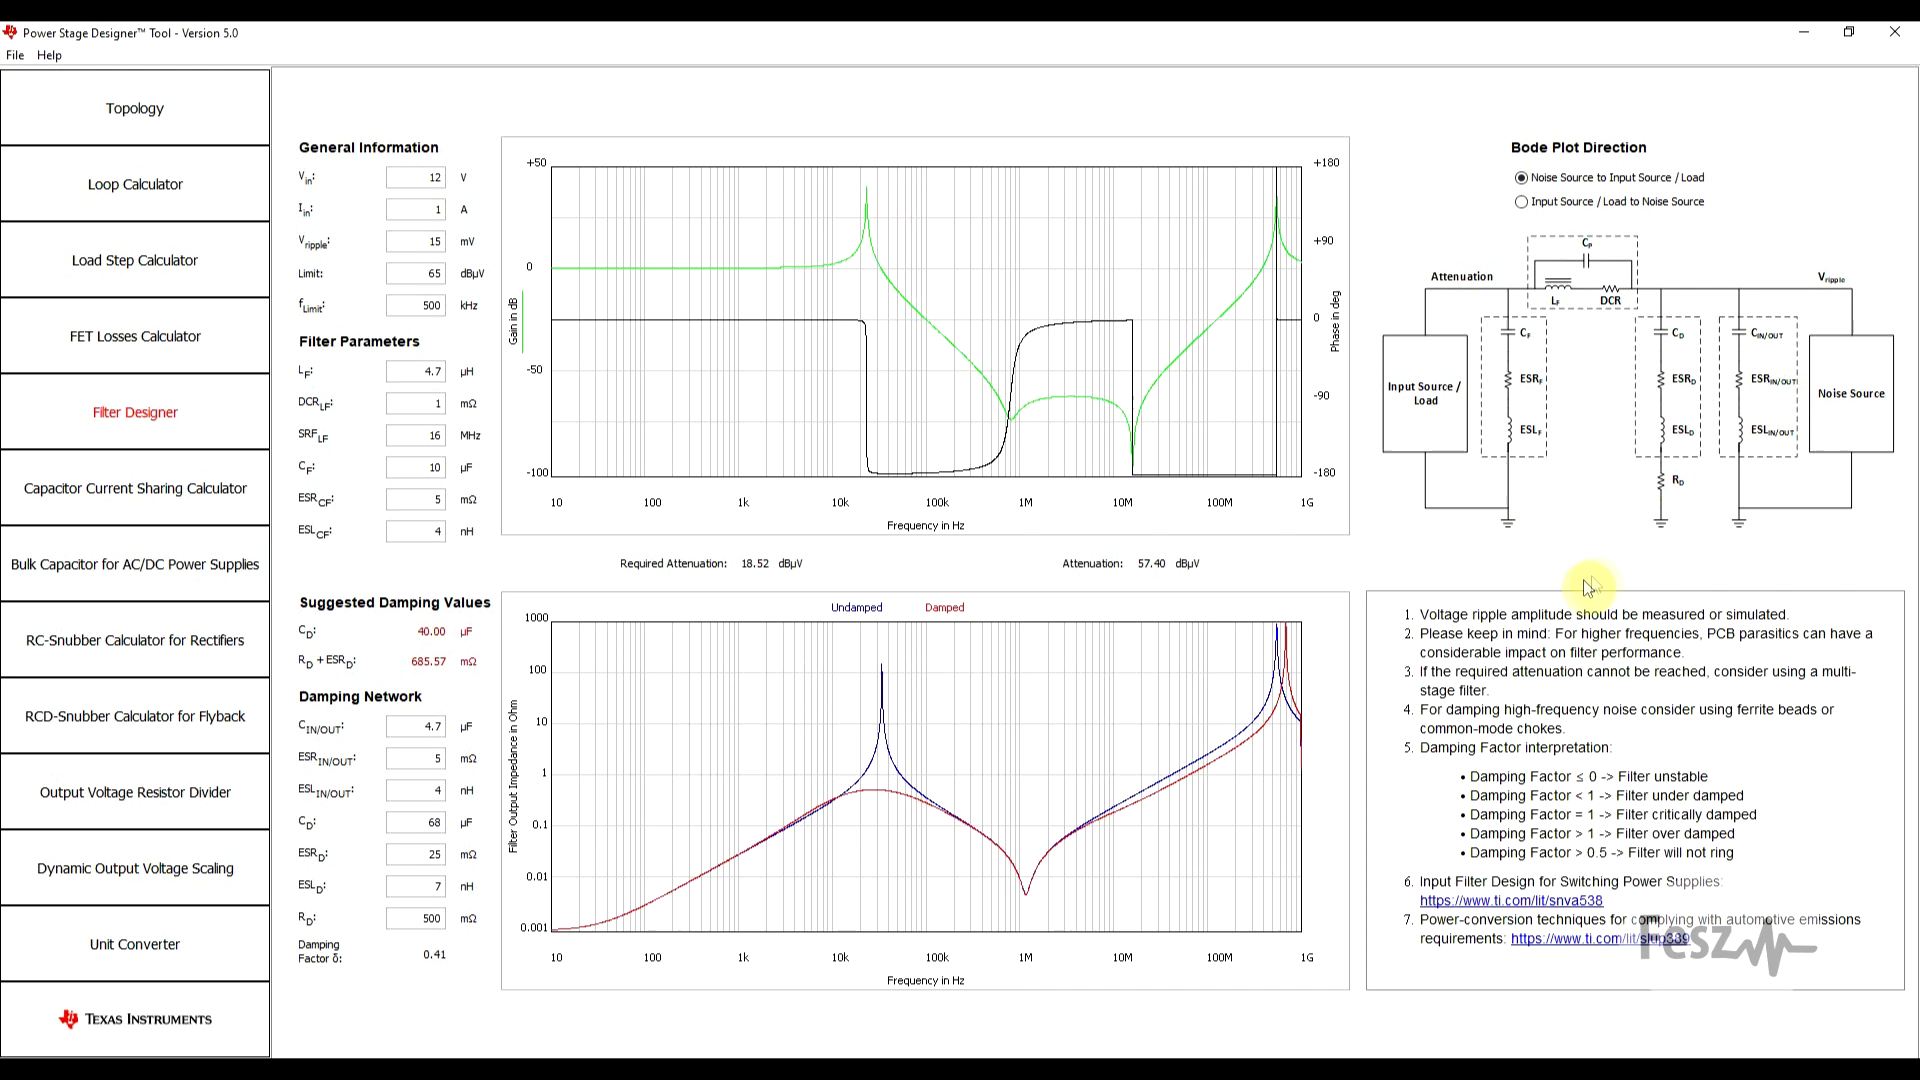 Power Stage Designer™ Tool - Version 5.0
File Help
Topology
Loop Calculator
Load Step Calculator
FET Losses Calculator
Filter Designer
Capacitor Current Sharing Calculator
Bulk Capacitor for AC/DC Power Supplies
RC-Snubber Calculator for Rectifiers
RCD-Snubber Calculator for Flyback
Output Voltage Resistor Divider
Dynamic Output Voltage Scaling
Unit Converter
TEXAS INSTRUMENTS
General Information
Vin: 12 V
Iin: 1 A
Vripple: 15 mV
Limit: 65 dBµV
fLimit: 500 kHz
Filter Parameters
LF: 4.7 µH
DCRLF: 1 mΩ
SRFLF 16 MHz
CF: 10 µF
ESRCF: 5 mΩ
ESLCF: 4 nH
Suggested Damping Values
CD: 40.00 µF
RD + ESRD: 685.57 mΩ
Damping Network
CIN/OUT: 4.7 µF
ESRIN/OUT: 5 mΩ
ESLIN/OUT: 4 nH
CD: 68 µF
ESRD: 25 mΩ
ESLD: 7 nH
RD: 500 mΩ
Damping
Factor δ: 0.41
+50 +180
+90
0
Gain in dB
0
Phase in deg
-50
-90
-100 -180
10 100 1k 10k 100k 1M 10M 100M 1G
Frequency in Hz
Required Attenuation: 18.52 dBµV Attenuation: 57.40 dBµV
Undamped Damped
1000
100
10
1
0.1
0.01
0.001
Filter Output Impedance in Ohm
10 100 1k 10k 100k 1M 10M 100M 1G
Frequency in Hz
Bode Plot Direction
Noise Source to Input Source / Load
Input Source / Load to Noise Source
CP
Attenuation Vripple
LF DCR
CF CD CIN/OUT
ESRF ESRD ESRIN/OUT
Input Source /
Load
Noise Source
ESLF ESLD ESLIN/OUT
RD
1. Voltage ripple amplitude should be measured or simulated.
2. Please keep in mind: For higher frequencies, PCB parasitics can have a
considerable impact on filter performance.
3. If the required attenuation cannot be reached, consider using a multi-
stage filter.
4. For damping high-frequency noise consider using ferrite beads or
common-mode chokes.
5. Damping Factor interpretation:
• Damping Factor ≤ 0 -> Filter unstable
• Damping Factor < 1 -> Filter under damped
• Damping Factor = 1 -> Filter critically damped
• Damping Factor > 1 -> Filter over damped
• Damping Factor > 0.5 -> Filter will not ring
6. Input Filter Design for Switching Power Supplies:
https://www.ti.com/lit/snva538
7. Power-conversion techniques for complying with automotive emissions
requirements: https://www.ti.com/lit/slup339
Fesz